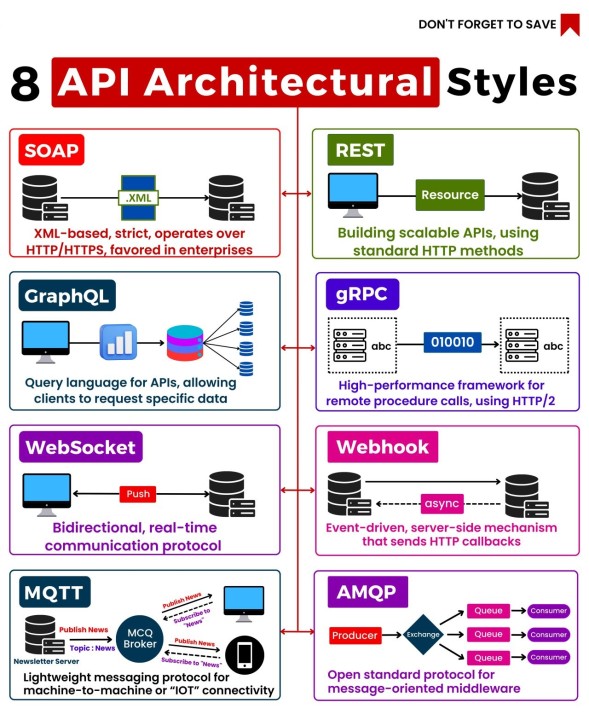 DON'T FORGET TO SAVE
8 API Architectural Styles
SOAP
.XML
XML-based, strict, operates over
HTTP/HTTPS, favored in enterprises
REST
Resource
Building scalable APIs, using
standard HTTP methods
GraphQL
Query language for APIs, allowing
clients to request specific data
gRPC
abc
010010
abc
High-performance framework for
remote procedure calls, using HTTP/2
WebSocket
Push
Bidirectional, real-time
communication protocol
Webhook
async
Event-driven, server-side mechanism
that sends HTTP callbacks
MQTT
Publish News
Subscribe to
"News"
Publish News
Topic : News
MCQ
Broker
Publish News
Subscribe to "News"
Newsletter Server
Lightweight messaging protocol for
machine-to-machine or "IOT" connectivity
AMQP
Producer
Exchange
Queue
Consumer
Queue
Consumer
Queue
Consumer
Open standard protocol for
message-oriented middleware